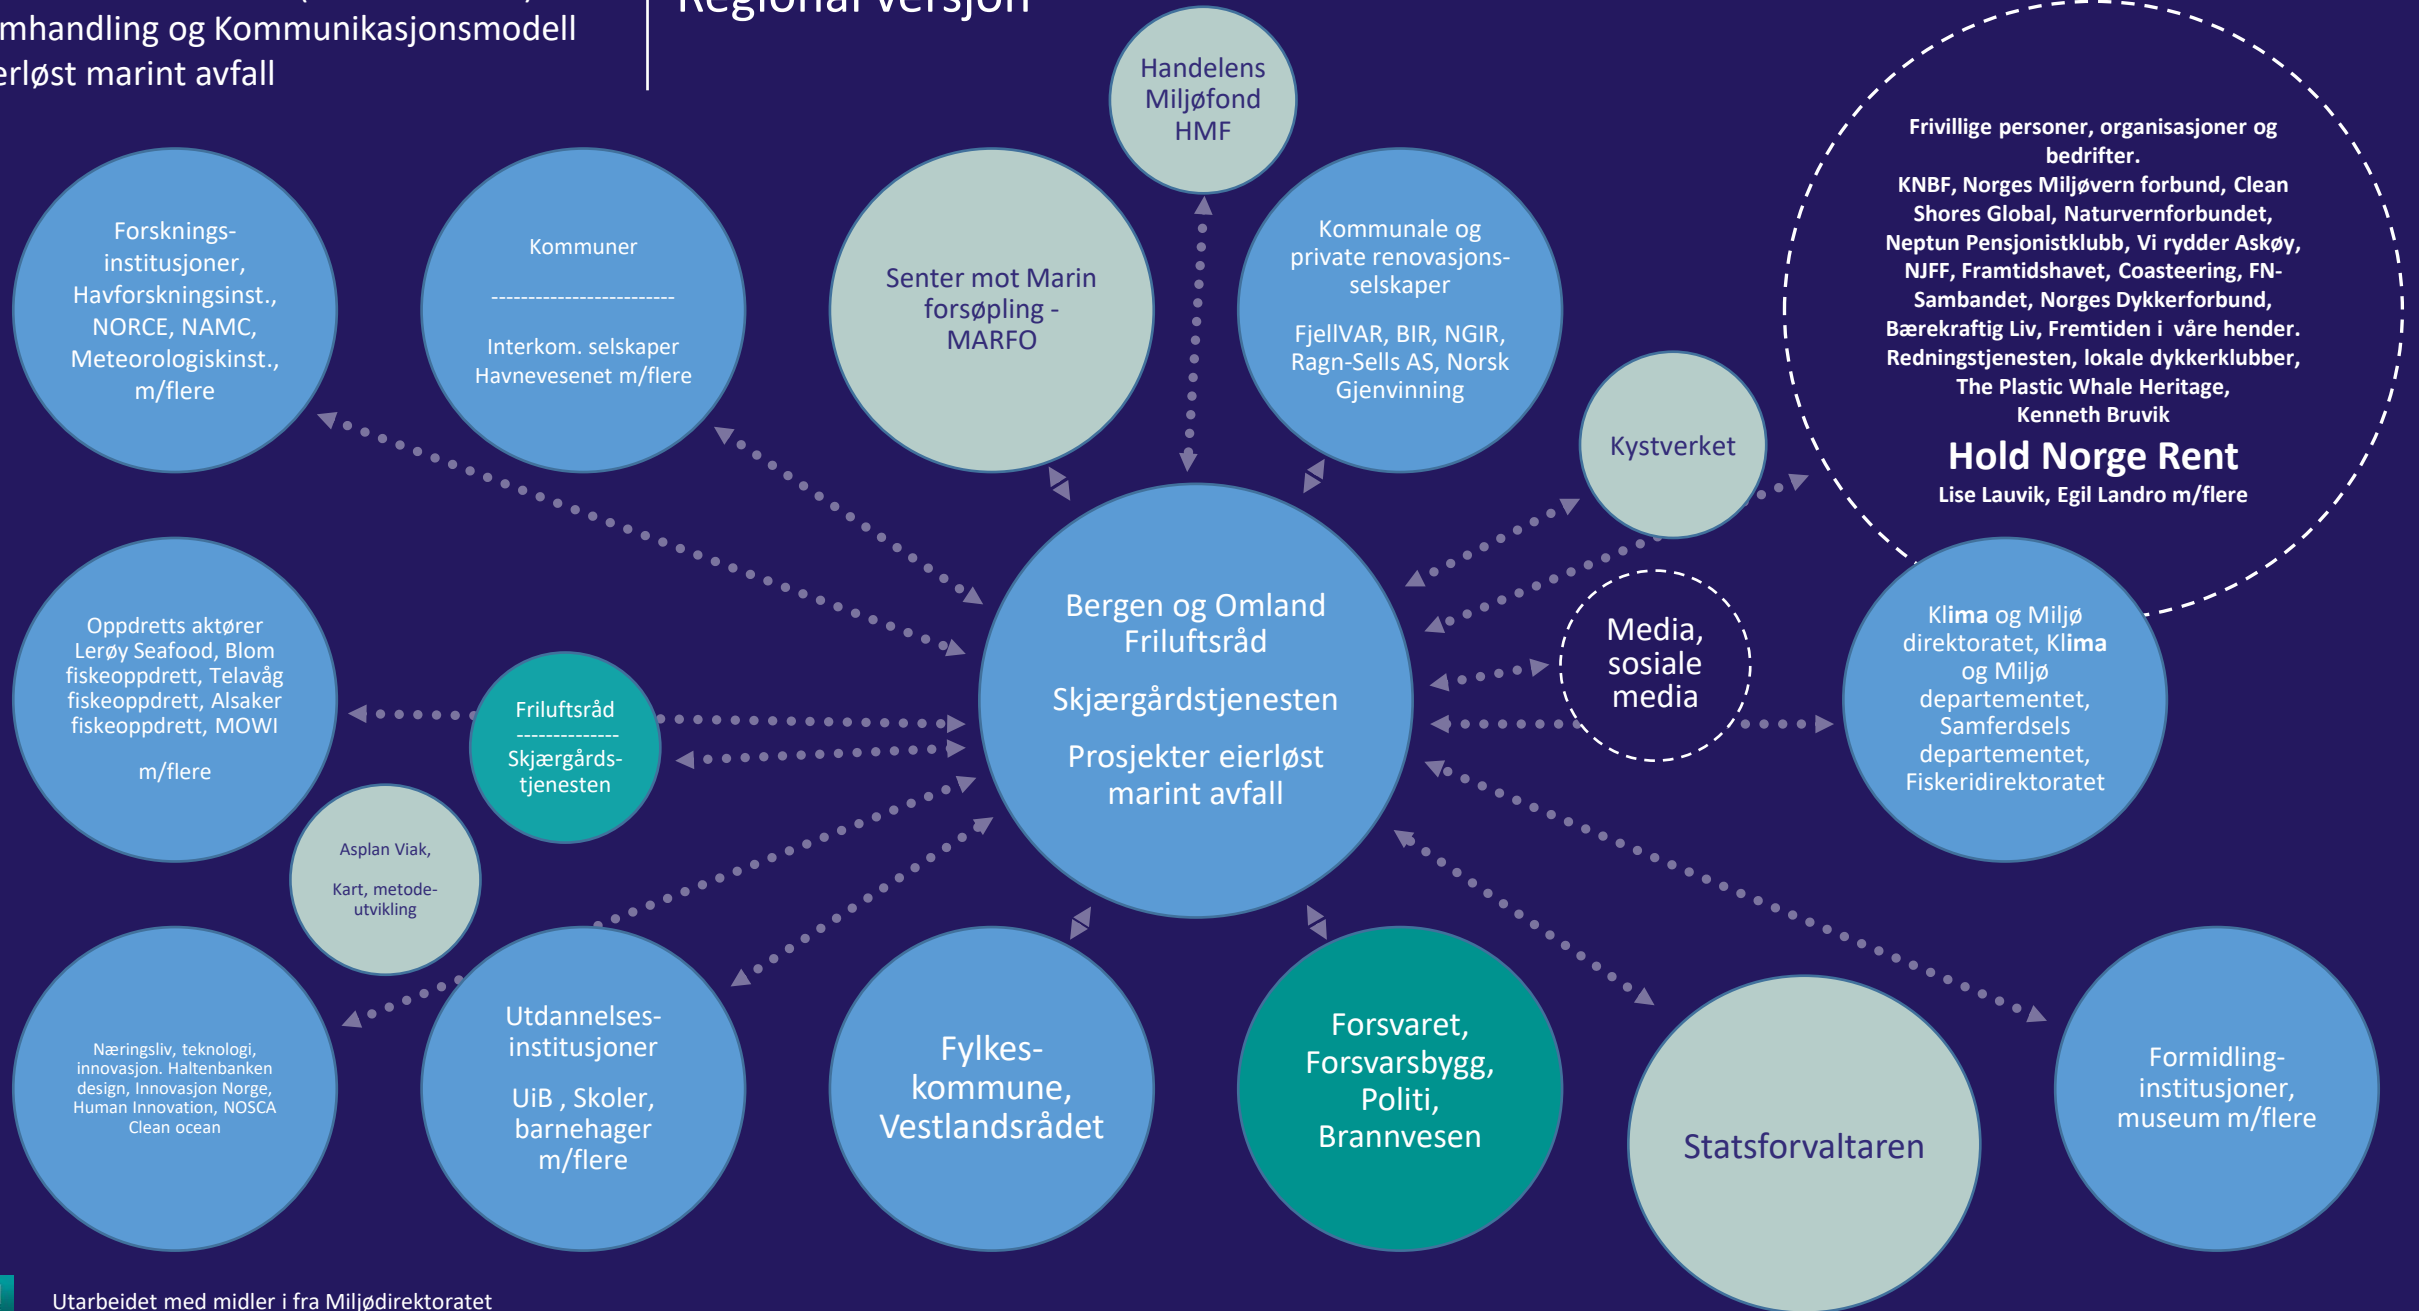 Samhandling og Kommunikasjonsmodell
eierløst marint avfall
Regional versjon
Handelens
Miljøfond
HMF
Frivillige personer, organisasjoner og
bedrifter.
KNBF, Norges Miljøvern forbund, Clean
Shores Global, Naturvernforbundet,
Neptun Pensjonistklubb, Vi rydder Askøy,
NJFF, Framtidshavet, Coasteering, FN-
Sambandet, Norges Dykkerforbund,
Bærekraftig Liv, Fremtiden i våre hender.
Redningstjenesten, lokale dykkerklubber,
The Plastic Whale Heritage,
Kenneth Bruvik
Hold Norge Rent
Lise Lauvik, Egil Landro m/flere
Forsknings-
institusjoner,
Havforskningsinst.,
NORCE, NAMC,
Meteorologiskinst.,
m/flere
Kommuner
-------------------------
Interkom. selskaper
Havnevesenet m/flere
Senter mot Marin
forsøpling -
MARFO
Kommunale og
private renovasjons-
selskaper
FjellVAR, BIR, NGIR,
Ragn-Sells AS, Norsk
Gjenvinning
Kystverket
Oppdretts aktører
Lerøy Seafood, Blom
fiskeoppdrett, Telavåg
fiskeoppdrett, Alsaker
fiskeoppdrett, MOWI
m/flere
Friluftsråd
--------------
Skjærgårds-
tjenesten
Bergen og Omland
Friluftsråd
Skjærgårdstjenesten
Prosjekter eierløst
marint avfall
Media,
sosiale
media
Klima og Miljø
direktoratet, Klima
og Miljø
departementet,
Samferdsels
departementet,
Fiskeridirektoratet
Asplan Viak,
Kart, metode-
utvikling
Næringsliv, teknologi,
innovasjon. Haltenbanken
design, Innovasjon Norge,
Human Innovation, NOSCA
Clean ocean
Utdannelses-
institusjoner
UiB , Skoler,
barnehager
m/flere
Fylkes-
kommune,
Vestlandsrådet
Forsvaret,
Forsvarsbygg,
Politi,
Brannvesen
Statsforvaltaren
Formidling-
institusjoner,
museum m/flere
Utarbeidet med midler i fra Miljødirektoratet